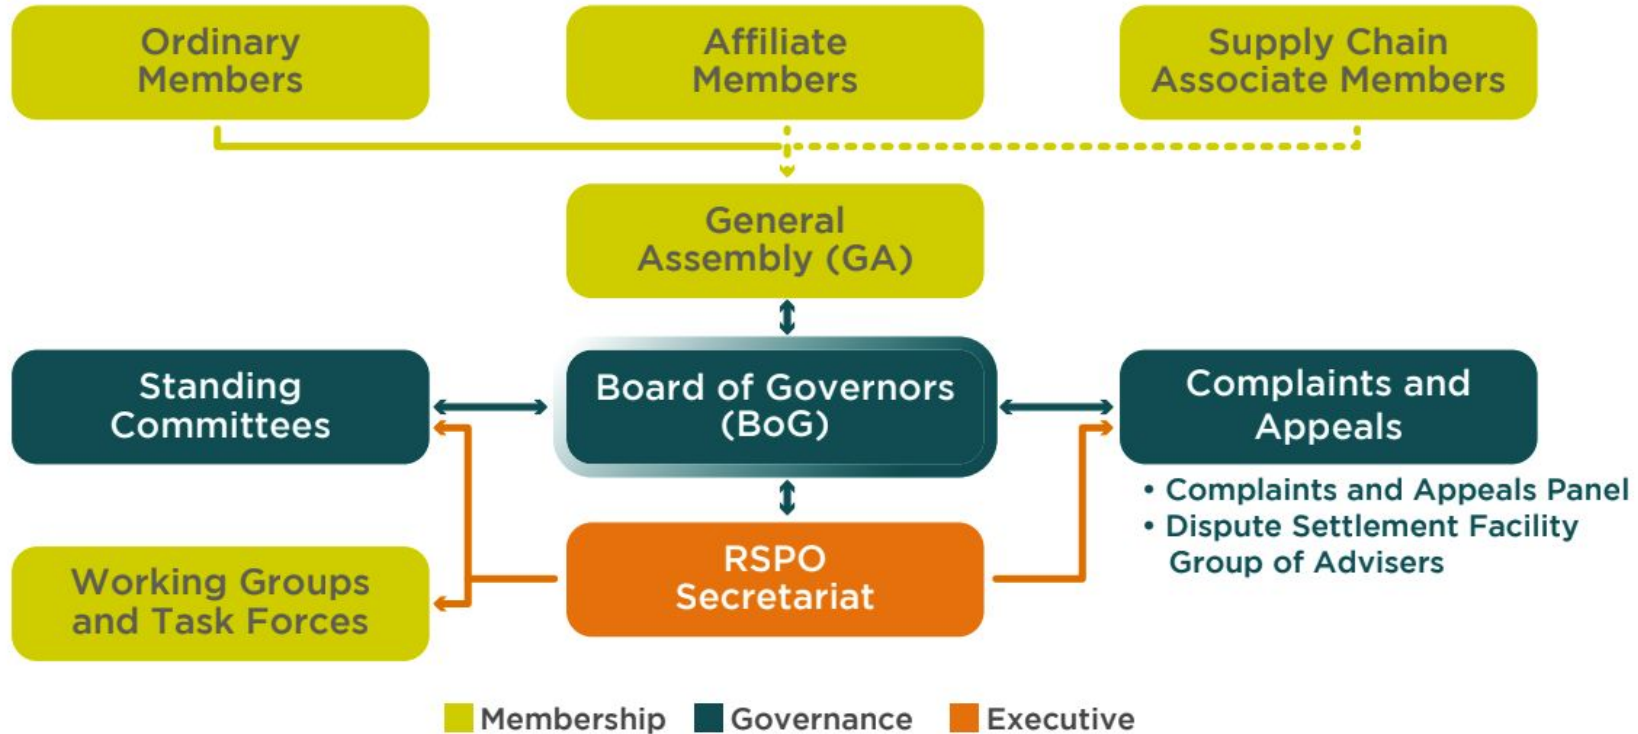 Ordinary
Members
Affiliate
Members
Supply Chain
Associate Members
General
Assembly (GA)
Standing
Committees
Board of Governors
(BoG)
Complaints and
Appeals
• Complaints and Appeals Panel
• Dispute Settlement Facility
Group of Advisers
Working Groups
and Task Forces
RSPO
Secretariat
Membership
Governance
Executive